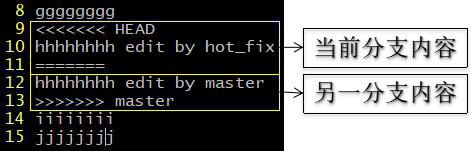 8 gggggggg
9 <<<<<<< HEAD
10 hhhhhhhh edit by hot_fix
11 =======
12 hhhhhhhh edit by master
13 >>>>>>> master
14 iiiiiiii
15 jjjjjjjj
当前分支内容
另一分支内容